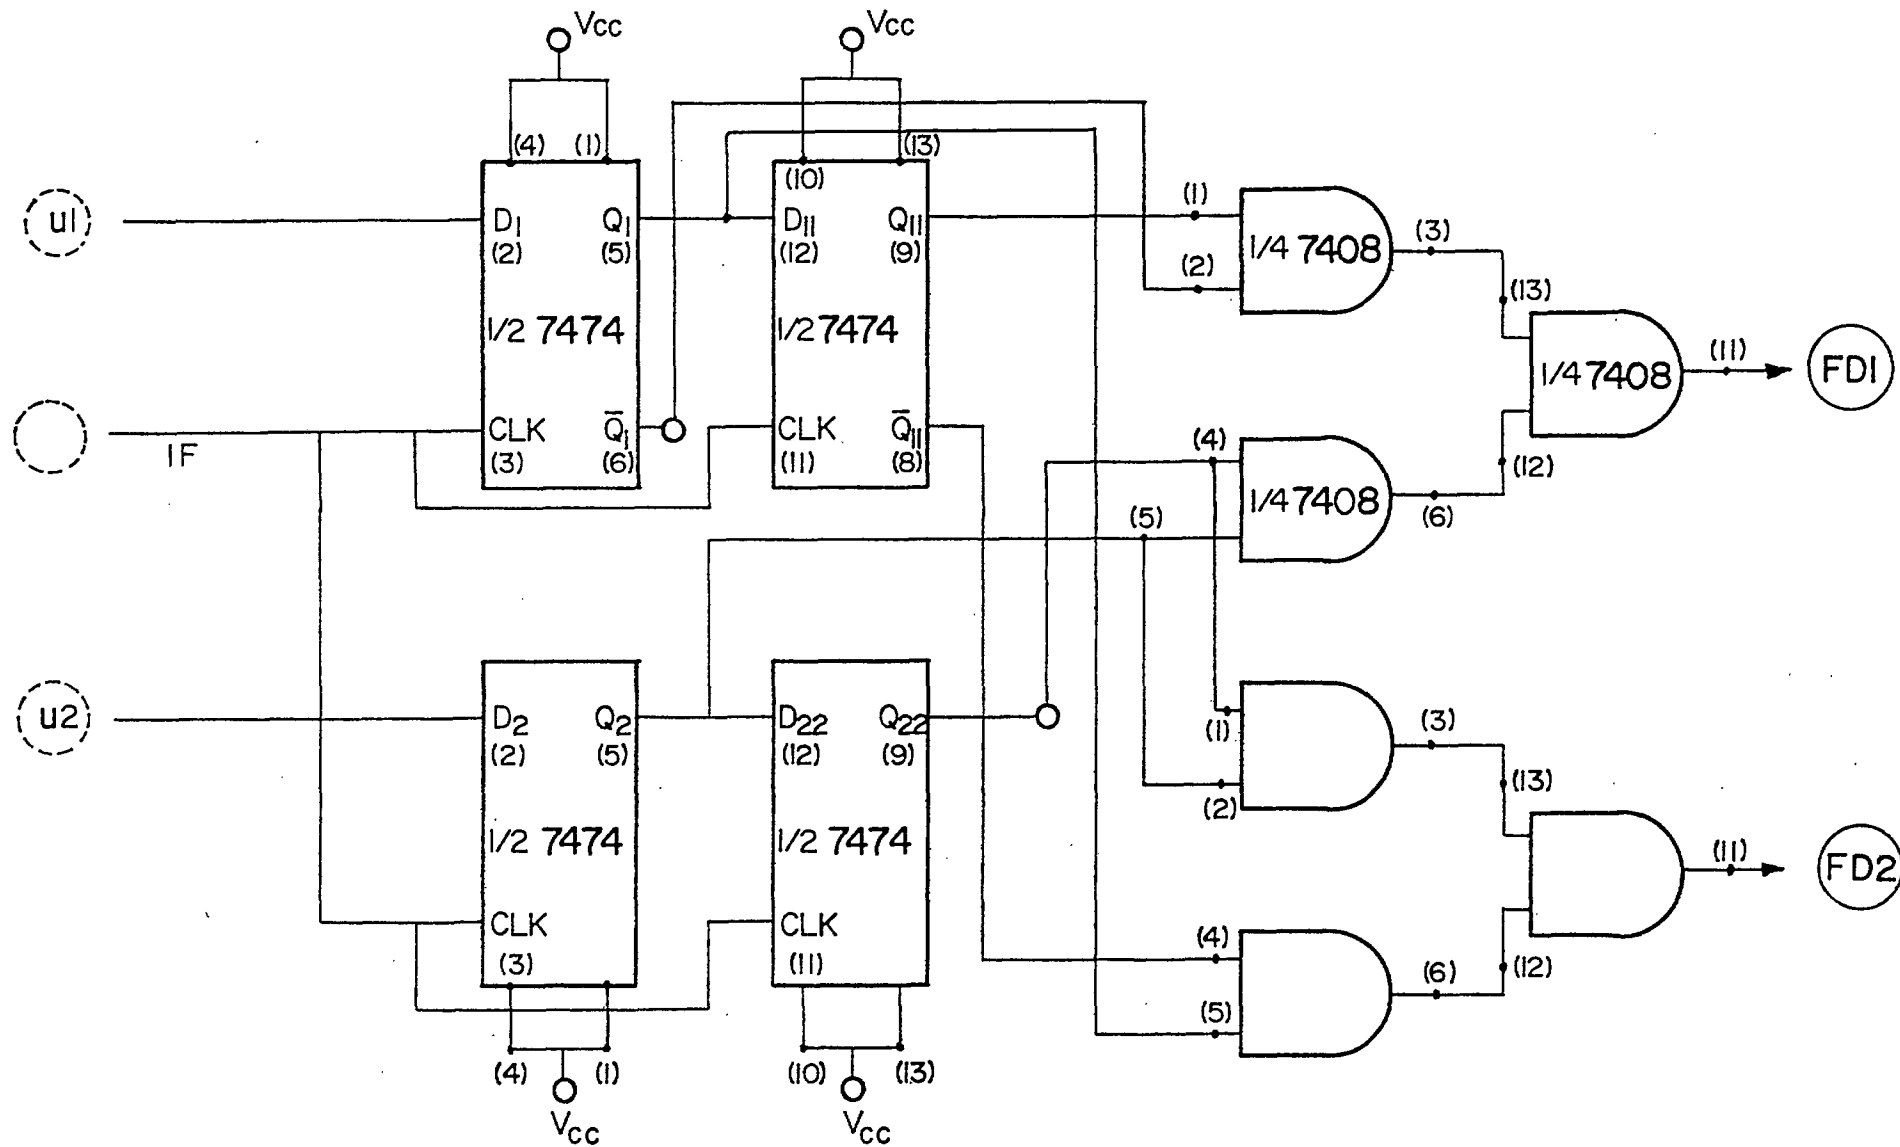 Vcc
Vcc
(4) (1)
(13)
(10)
u1
D1 Q1
(2) (5)
1/2 7474
CLK Q̅1
(3) (6)
D11 Q11
(12) (9)
1/2 7474
CLK Q̅11
(11) (8)
(1)
(2)
1/4 7408
(3)
(13)
1/4 7408
(11)
FD1
IF
(4)
(5)
1/4 7408
(6)
(12)
u2
D2 Q2
(2) (5)
1/2 7474
CLK
(3)
D22 Q22
(12) (9)
1/2 7474
CLK
(11)
(1)
(2)
(3)
(13)
(11)
FD2
(4)
(5)
(6)
(12)
(4) (1)
(10) (13)
Vcc
Vcc